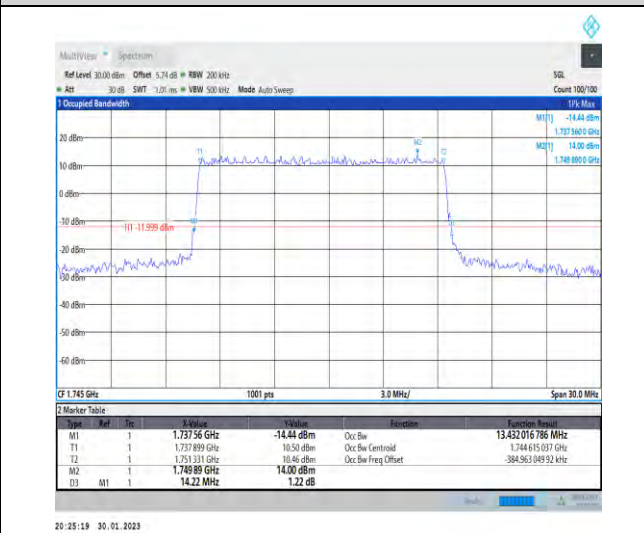 MultiView Spectrum
Ref Level 30.00 dBm Offset 5.74 dB RBW 200 kHz SGL
Att 30 dB SWT 1.01 ms VBW 500 kHz Mode Auto Sweep Count 100/100
1 Occupied Bandwidth 1Pk Max
M1[1] -14.44 dBm
1.737 560 0 GHz
M2[1] 14.00 dBm
1.749 890 0 GHz
20 dBm
T1 M2 T2
10 dBm
0 dBm
-10 dBm
H1 -11.999 dBm
-20 dBm
-30 dBm
-40 dBm
-50 dBm
-60 dBm
CF 1.745 GHz 1001 pts 3.0 MHz/ Span 30.0 MHz
2 Marker Table
Type Ref Trc X-Value Y-Value Function Function Result
M1 1 1.737 56 GHz -14.44 dBm Occ Bw 13.432 016 786 MHz
T1 1 1.737 899 GHz 10.50 dBm Occ Bw Centroid 1.744 615 037 GHz
T2 1 1.751 331 GHz 10.46 dBm Occ Bw Freq Offset -384.963 049 92 kHz
M2 1 1.749 89 GHz 14.00 dBm
D3 M1 1 14.22 MHz 1.22 dB
20:25:19 30.01.2023